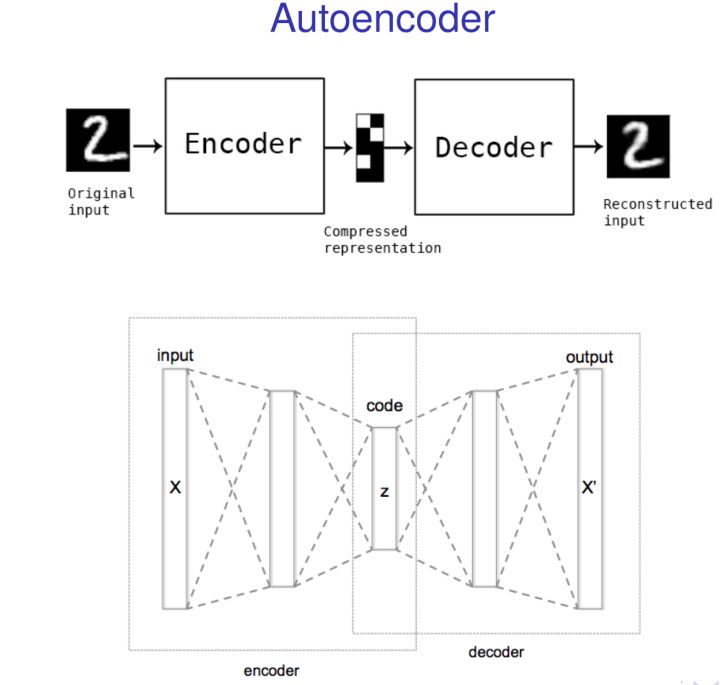 Autoencoder
2
Encoder
Decoder
2
Original
input
Compressed
representation
Reconstructed
input
input
output
code
X
z
X'
decoder
encoder